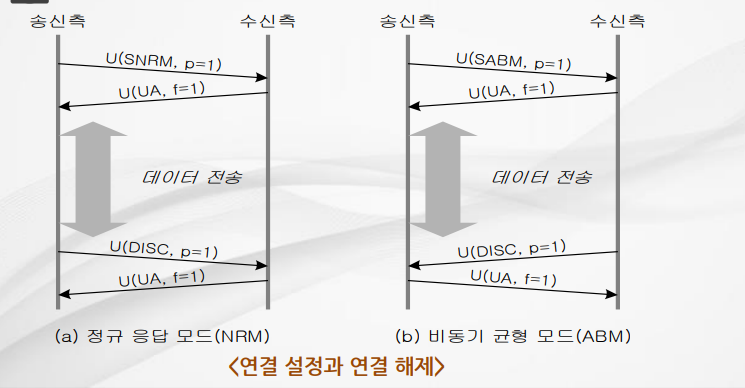 송신측 수신측
U(SNRM, p=1)
U(UA, f=1)
데이터 전송
U(DISC, p=1)
U(UA, f=1)
(a) 정규 응답 모드(NRM)
송신측 수신측
U(SABM, p=1)
U(UA, f=1)
데이터 전송
U(DISC, p=1)
U(UA, f=1)
(b) 비동기 균형 모드(ABM)
<연결 설정과 연결 해제>